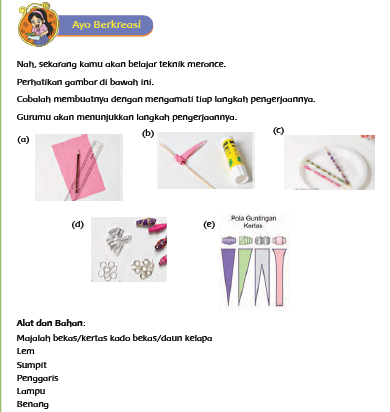 Ayo Berkreasi
Nah, sekarang kamu akan belajar teknik meronce.
Perhatikan gambar di bawah ini.
Cobalah membuatnya dengan mengamati tiap langkah pengerjaannya.
Gurumu akan menunjukkan langkah pengerjaannya.
(a)
(b)
(c)
(d)
(e)
Pola Guntingan
Kertas
Alat dan Bahan:
Majalah bekas/kertas kado bekas/daun kelapa
Lem
Sumpit
Penggaris
Lampu
Benang